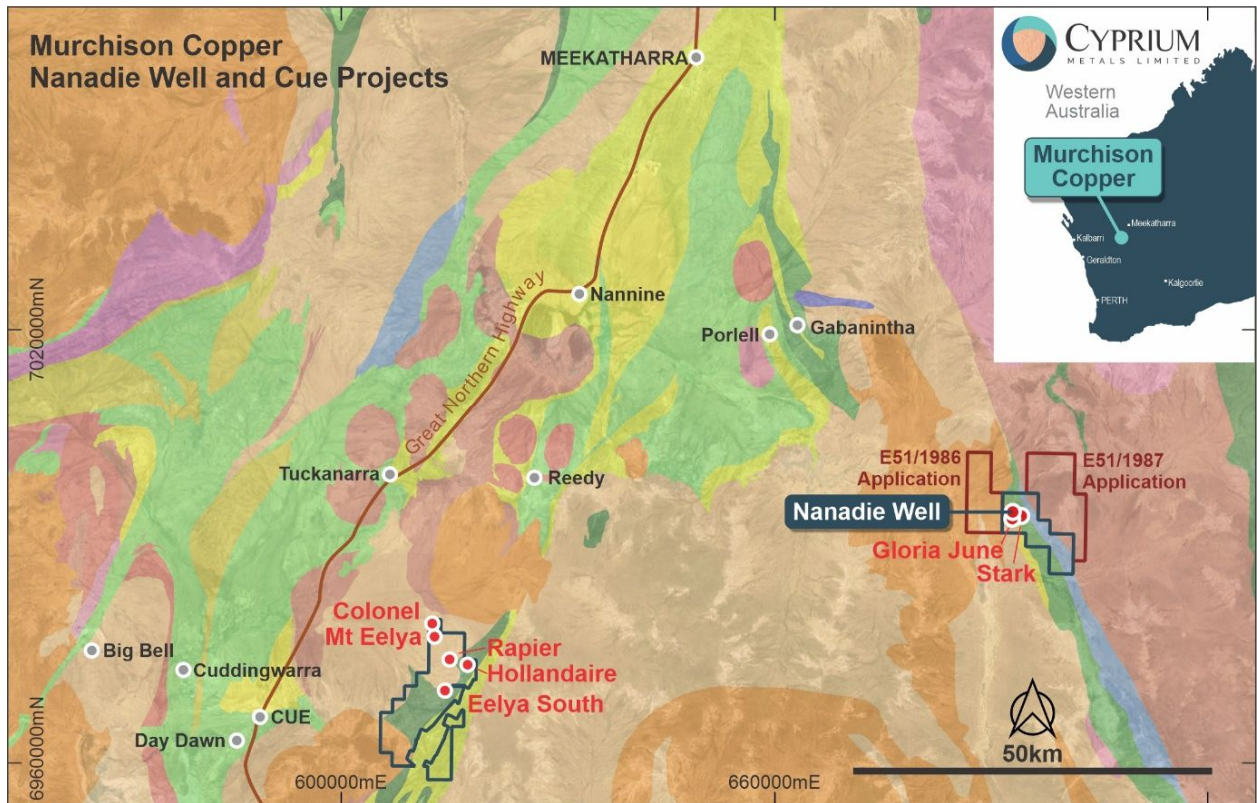 Murchison Copper
Nanadie Well and Cue Projects
MEEKATHARRA
CYPRIUM
METALS LIMITED
Western
Australia
Murchison
Copper
Meekatharra
Kalbarri
Geraldton
Kalgoorlie
PERTH
7020000mN
Great Northern Highway
Nannine
Porlell
Gabanintha
Tuckanarra
Reedy
E51/1986
Application
E51/1987
Application
Nanadie Well
Gloria June
Stark
Colonel
Mt Eelya
Rapier
Hollandaire
Eelya South
Big Bell
Cuddingwarra
CUE
Day Dawn
6960000mN
600000mE
660000mE
50km